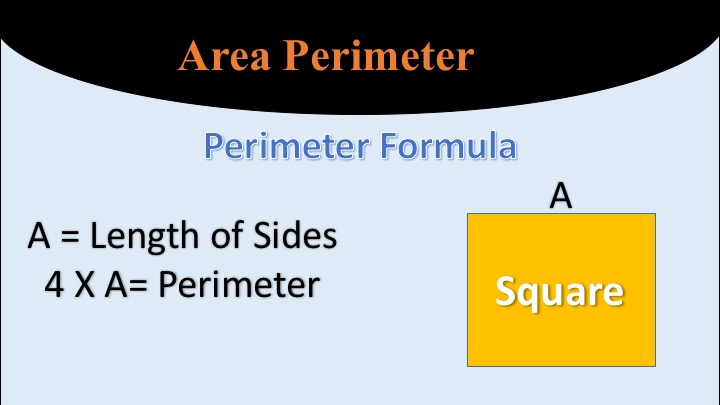 Area Perimeter
Perimeter Formula
A
A = Length of Sides
4 X A= Perimeter
Square